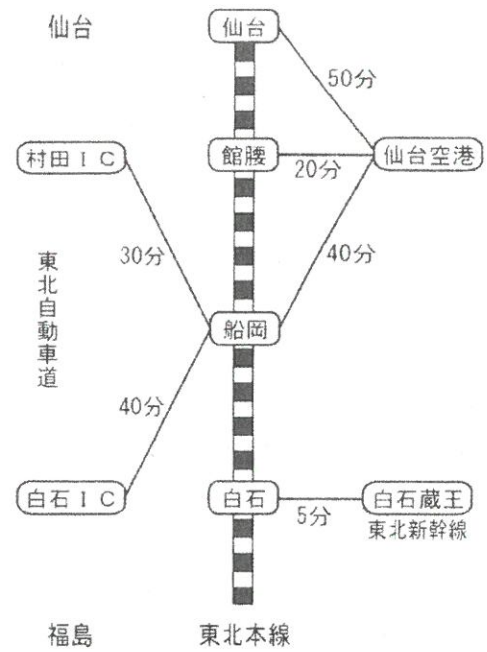 仙台
仙台
50分
村田IC
館腰
20分
仙台空港
30分
40分
東北自動車道
船岡
40分
白石IC
白石
5分
白石蔵王
東北新幹線
福島
東北本線